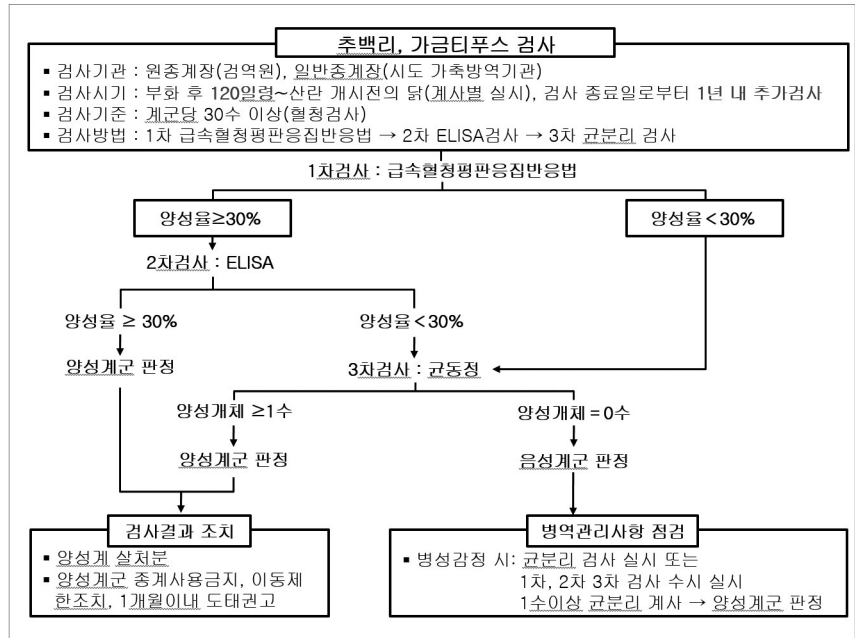 추백리, 가금티푸스 검사
▪ 검사기관 : 원종계장(검역원), 일반종계장(시도 가축방역기관)
▪ 검사시기 : 부화 후 120일령~산란 개시전의 닭(계사별 실시), 검사 종료일로부터 1년 내 추가검사
▪ 검사기준 : 계군당 30수 이상(혈청검사)
▪ 검사방법 : 1차 급속혈청평판응집반응법 → 2차 ELISA검사 → 3차 균분리 검사
1차검사 : 급속혈청평판응집반응법
양성율≥30%
양성율<30%
2차검사 : ELISA
양성율 ≥ 30%
양성율<30%
양성계군 판정
3차검사 : 균동정
양성개체 ≥1수
양성개체 = 0수
양성계군 판정
음성계군 판정
검사결과 조치
▪ 양성계 살처분
▪ 양성계군 종계사용금지, 이동제
한조치, 1개월이내 도태권고
병역관리사항 점검
▪ 병성감정 시: 균분리 검사 실시 또는
1차, 2차 3차 검사 수시 실시
1수이상 균분리 계사 → 양성계군 판정